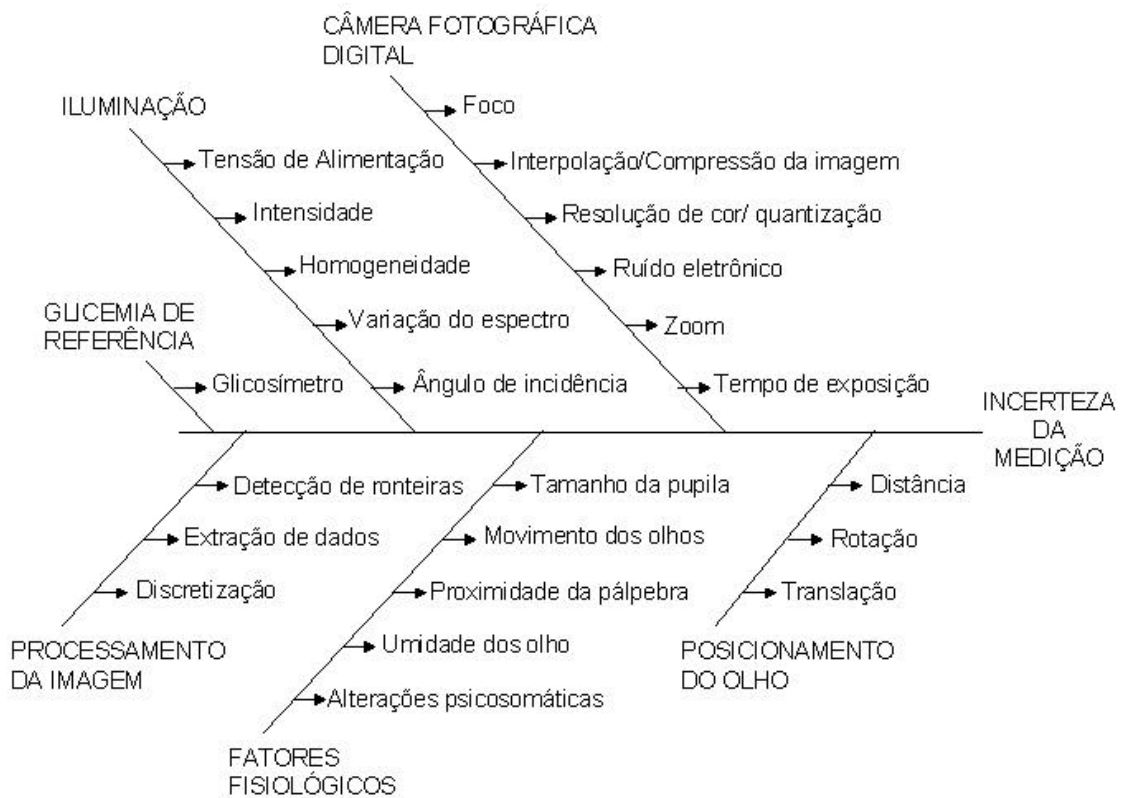 CÂMERA FOTOGRÁFICA
DIGITAL
Foco
Interpolação/Compressão da imagem
Resolução de cor/ quantização
Ruído eletrônico
Zoom
Tempo de exposição
ILUMINAÇÃO
Tensão de Alimentação
Intensidade
Homogeneidade
Variação do espectro
Ângulo de incidência
GLICEMIA DE
REFERÊNCIA
Glicosímetro
INCERTEZA
DA
MEDIÇÃO
Detecção de ronteiras
Extração de dados
Discretização
PROCESSAMENTO
DA IMAGEM
Tamanho da pupila
Movimento dos olhos
Proximidade da pálpebra
Umidade dos olho
Alterações psicosomáticas
FATORES
FISIOLÓGICOS
Distância
Rotação
Translação
POSICIONAMENTO
DO OLHO